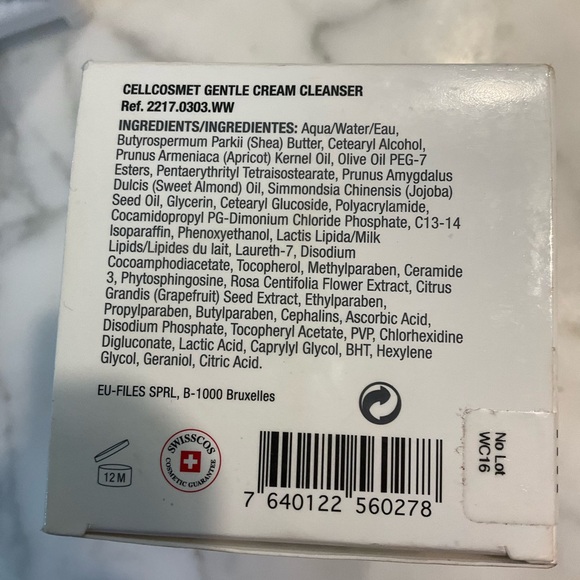 CELLCOSMET GENTLE CREAM CLEANSER
Ref. 2217.0303.WW
INGREDIENTS/INGREDIENTES: Aqua/Water/Eau,
Butyrospermum Parkii (Shea) Butter, Cetearyl Alcohol,
Prunus Armeniaca (Apricot) Kernel Oil, Olive Oil PEG-7
Esters, Pentaerythrityl Tetraisostearate, Prunus Amygdalus
Dulcis (Sweet Almond) Oil, Simmondsia Chinensis (Jojoba)
Seed Oil, Glycerin, Cetearyl Glucoside, Polyacrylamide,
Cocamidopropyl PG-Dimonium Chloride Phosphate, C13-14
Isoparaffin, Phenoxyethanol, Lactis Lipida/Milk
Lipids/Lipides du lait, Laureth-7, Disodium
Cocoamphodiacetate, Tocopherol, Methylparaben, Ceramide
3, Phytosphingosine, Rosa Centifolia Flower Extract, Citrus
Grandis (Grapefruit) Seed Extract, Ethylparaben,
Propylparaben, Butylparaben, Cephalins, Ascorbic Acid,
Disodium Phosphate, Tocopheryl Acetate, PVP, Chlorhexidine
Digluconate, Lactic Acid, Caprylyl Glycol, BHT, Hexylene
Glycol, Geraniol, Citric Acid.
EU-FILES SPRL, B-1000 Bruxelles
12 M
SWISSCOS
COSMETIC GUARANTEE
7 640122 560278
No Lot
WC16